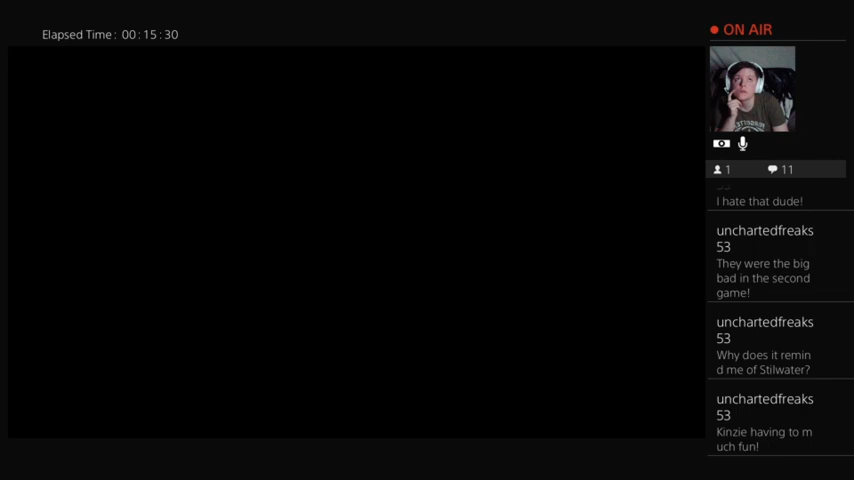 Elapsed Time: 00:15:30
ON AIR
1
11
I hate that dude!
unchartedfreaks
53
They were the big
bad in the second
game!
unchartedfreaks
53
Why does it remin
d me of Stilwater?
unchartedfreaks
53
Kinzie having to m
uch fun!